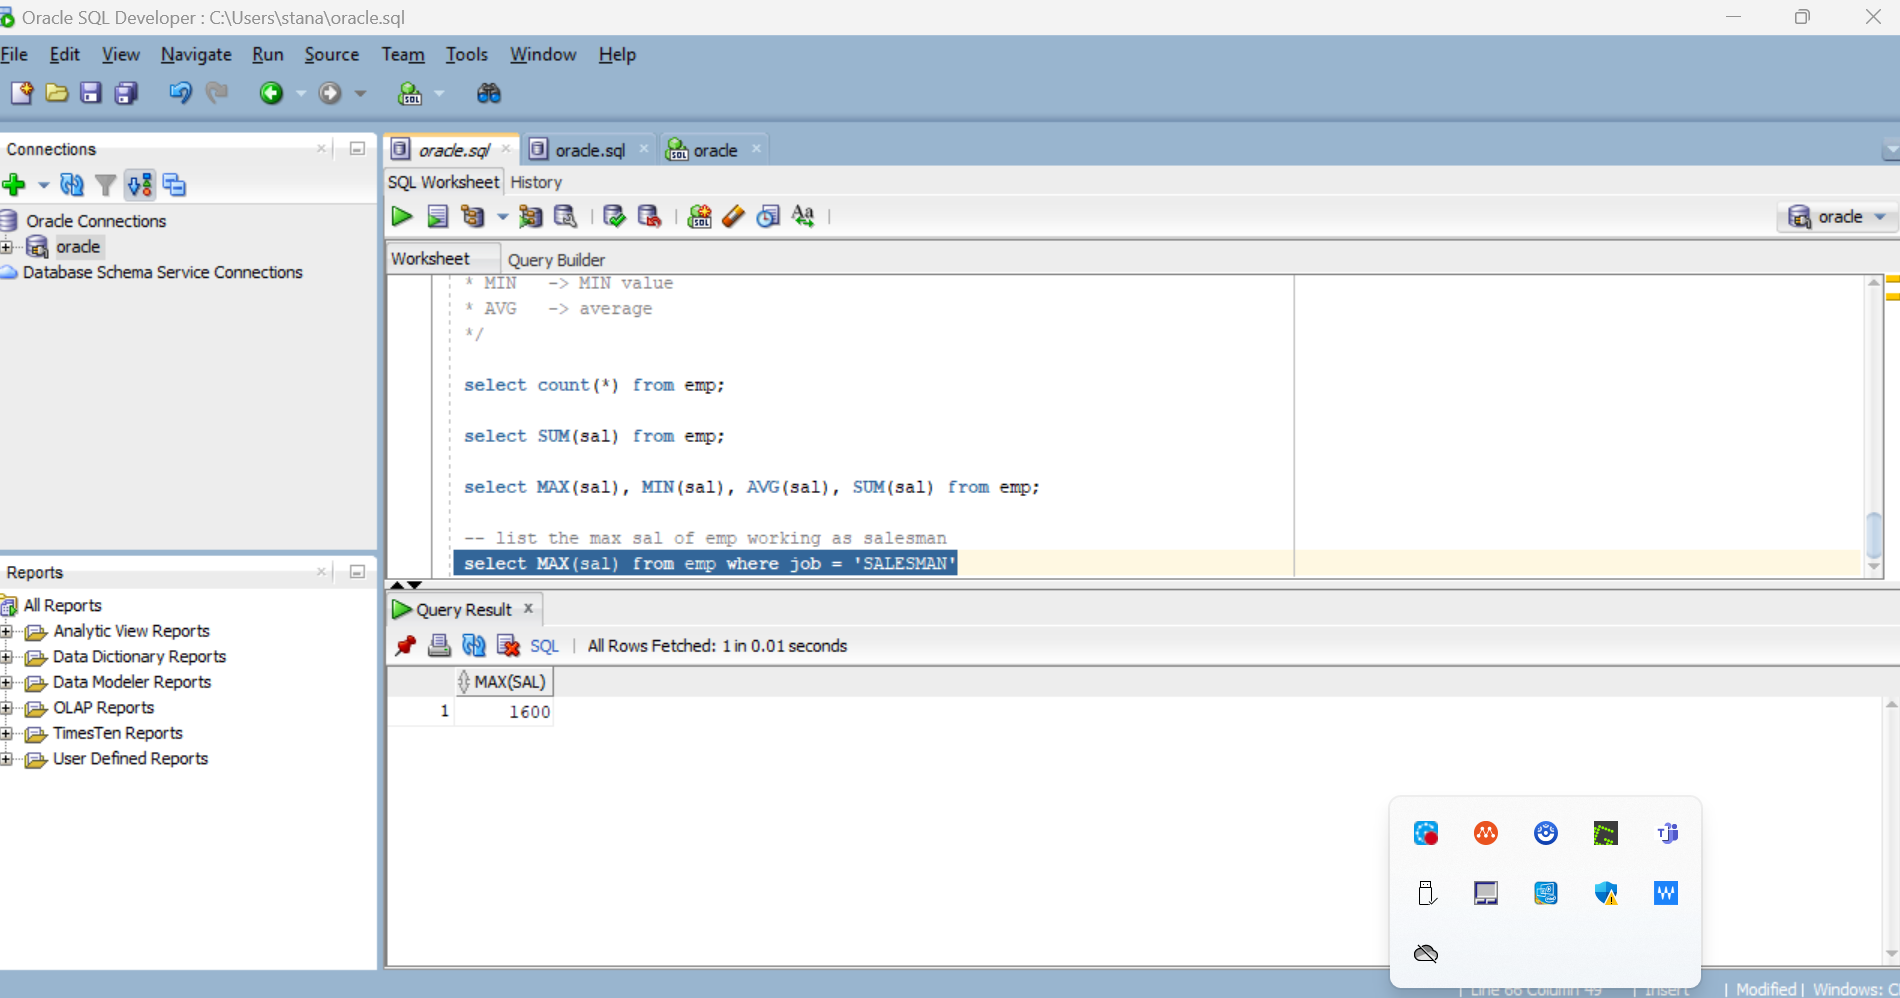 Oracle SQL Developer : C:\Users\stana\oracle.sql
File Edit View Navigate Run Source Team Tools Window Help
Connections
Oracle Connections
oracle
Database Schema Service Connections
oracle.sql
oracle.sql
oracle
SQL Worksheet History
oracle
Worksheet Query Builder
* MIN -> MIN value
* AVG -> average
*/
select count(*) from emp;
select SUM(sal) from emp;
select MAX(sal), MIN(sal), AVG(sal), SUM(sal) from emp;
-- list the max sal of emp working as salesman
select MAX(sal) from emp where job = 'SALESMAN'
Reports
All Reports
Analytic View Reports
Data Dictionary Reports
Data Modeler Reports
OLAP Reports
TimesTen Reports
User Defined Reports
Query Result
SQL | All Rows Fetched: 1 in 0.01 seconds
MAX(SAL)
1 1600
| Line 66 Column 49 | Insert | Modified | Windows: C